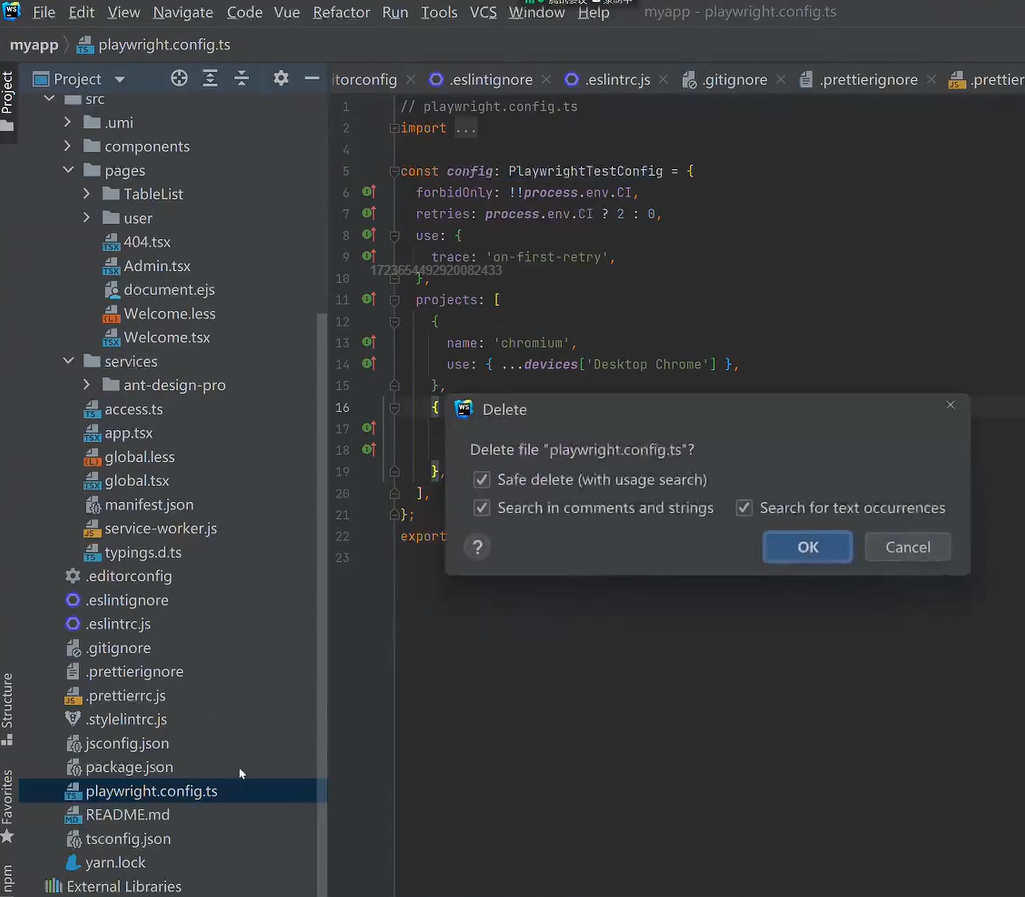 File Edit View Navigate Code Vue Refactor Run Tools VCS Window Help myapp - playwright.config.ts
myapp playwright.config.ts
Project
Project
itorconfig .eslintignore .eslintrc.js .gitignore .prettierignore .prettier
src
.umi
components
pages
TableList
user
404.tsx
Admin.tsx
document.ejs
Welcome.less
Welcome.tsx
services
ant-design-pro
access.ts
app.tsx
global.less
global.tsx
manifest.json
service-worker.js
typings.d.ts
.editorconfig
.eslintignore
.eslintrc.js
.gitignore
.prettierignore
.prettierrc.js
.stylelintrc.js
jsconfig.json
package.json
playwright.config.ts
README.md
tsconfig.json
yarn.lock
External Libraries
Structure
Favorites
npm
1 // playwright.config.ts
2 import ...
4
5 const config: PlaywrightTestConfig = {
6 forbidOnly: !!process.env.CI,
7 retries: process.env.CI ? 2 : 0,
8 use: {
9 trace: 'on-first-retry',
1723654492920082433
10 },
11 projects: [
12 {
13 name: 'chromium',
14 use: { ...devices['Desktop Chrome'] },
15 },
16 {
17
18
19 },
20 ],
21 };
22 export
23
Delete
Delete file "playwright.config.ts"?
Safe delete (with usage search)
Search in comments and strings Search for text occurrences
? OK Cancel